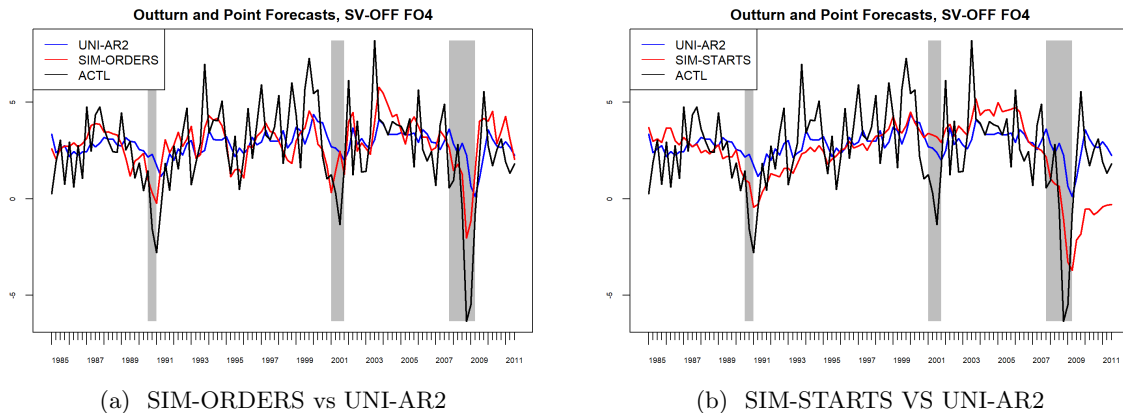 Outturn and Point Forecasts, SV-OFF FO4
UNI-AR2
SIM-ORDERS
ACTL
5
0
-5
1985 1987 1989 1991 1993 1995 1997 1999 2001 2003 2005 2007 2009 2011
(a) SIM-ORDERS vs UNI-AR2
Outturn and Point Forecasts, SV-OFF FO4
UNI-AR2
SIM-STARTS
ACTL
5
0
-5
1985 1987 1989 1991 1993 1995 1997 1999 2001 2003 2005 2007 2009 2011
(b) SIM-STARTS VS UNI-AR2